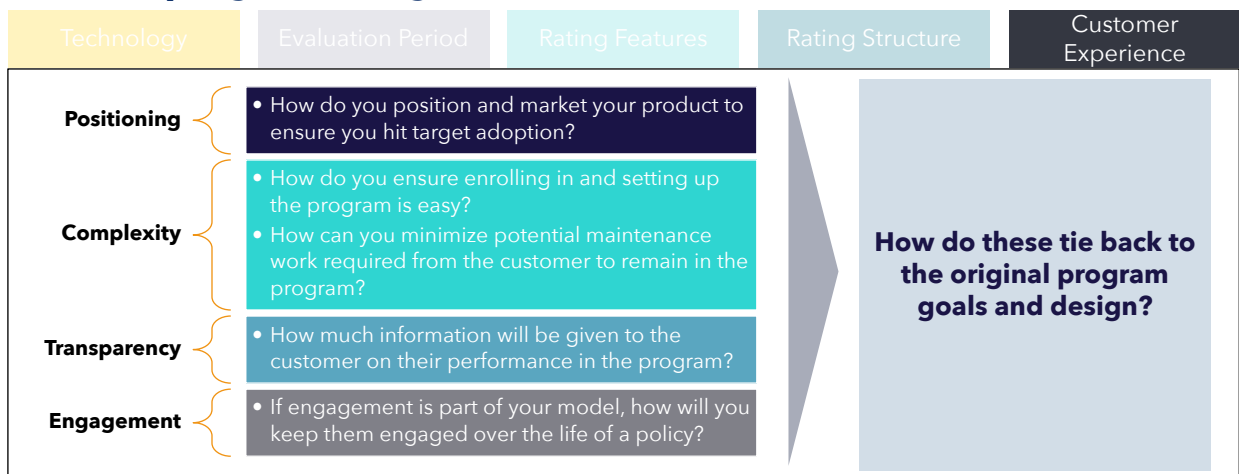 Technology
Evaluation Period
Rating Features
Rating Structure
Customer
Experience
Positioning
• How do you position and market your product to
ensure you hit target adoption?
Complexity
• How do you ensure enrolling in and setting up
the program is easy?
• How can you minimize potential maintenance
work required from the customer to remain in the
program?
Transparency
• How much information will be given to the
customer on their performance in the program?
Engagement
• If engagement is part of your model, how will you
keep them engaged over the life of a policy?
How do these tie back to
the original program
goals and design?